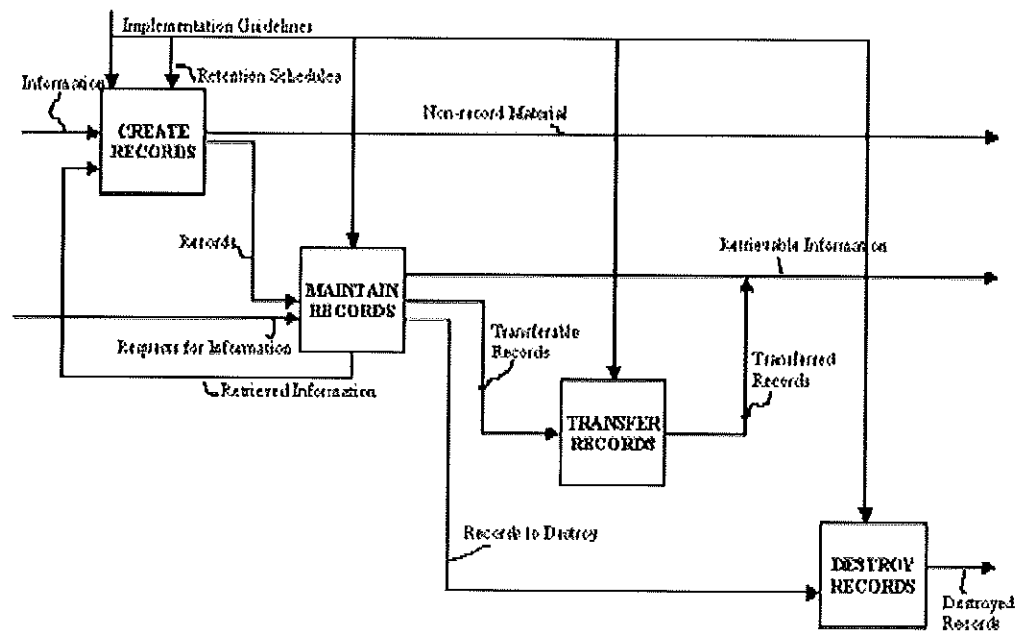 Implementation Guidelines
Retention Schedules
Information
CREATE
RECORDS
Non-record Material
Records
Retrievable Information
MAINTAIN
RECORDS
Requests for Information
Retrieved Information
Transferable
Records
Transferred
Records
TRANSFER
RECORDS
Records to Destroy
DESTROY
RECORDS
Destroyed
Records